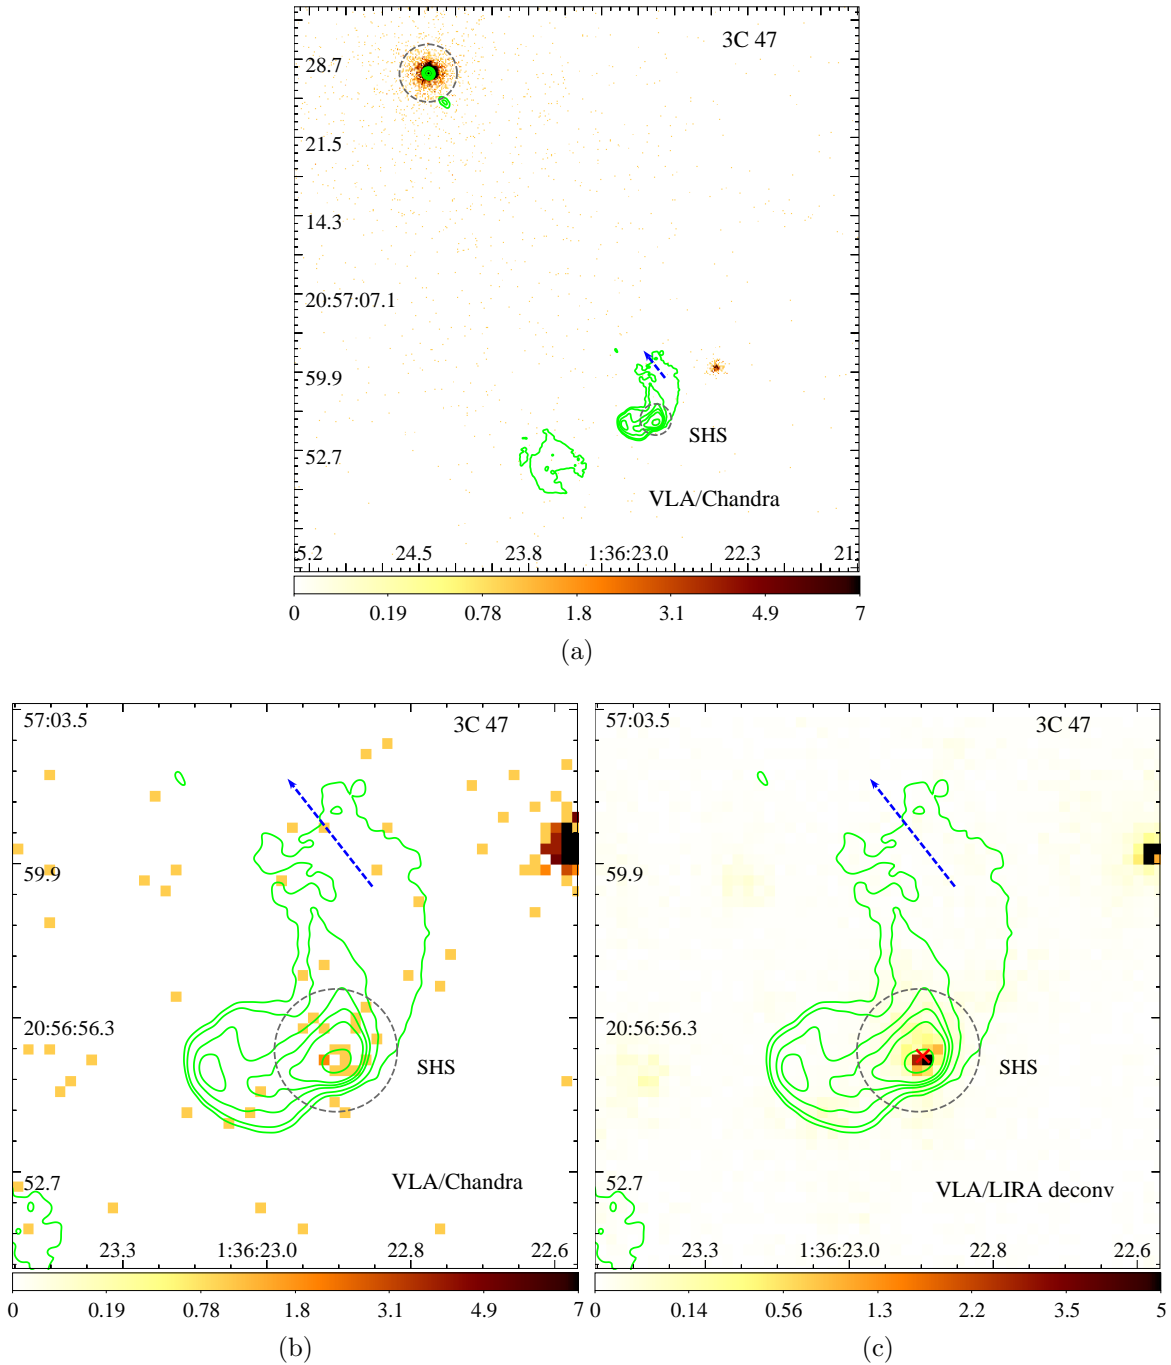 3C 47
28.7
21.5
14.3
20:57:07.1
59.9
SHS
52.7
VLA/Chandra
5.2 24.5 23.8 1:36:23.0 22.3 21.
0 0.19 0.78 1.8 3.1 4.9 7
(a)
57:03.5 3C 47
59.9
20:56:56.3
SHS
52.7 VLA/Chandra
23.3 1:36:23.0 22.8 22.6
0 0.19 0.78 1.8 3.1 4.9 7
(b)
57:03.5 3C 47
59.9
20:56:56.3
SHS
52.7 VLA/LIRA deconv
23.3 1:36:23.0 22.8 22.6
0 0.14 0.56 1.3 2.2 3.5 5
(c)